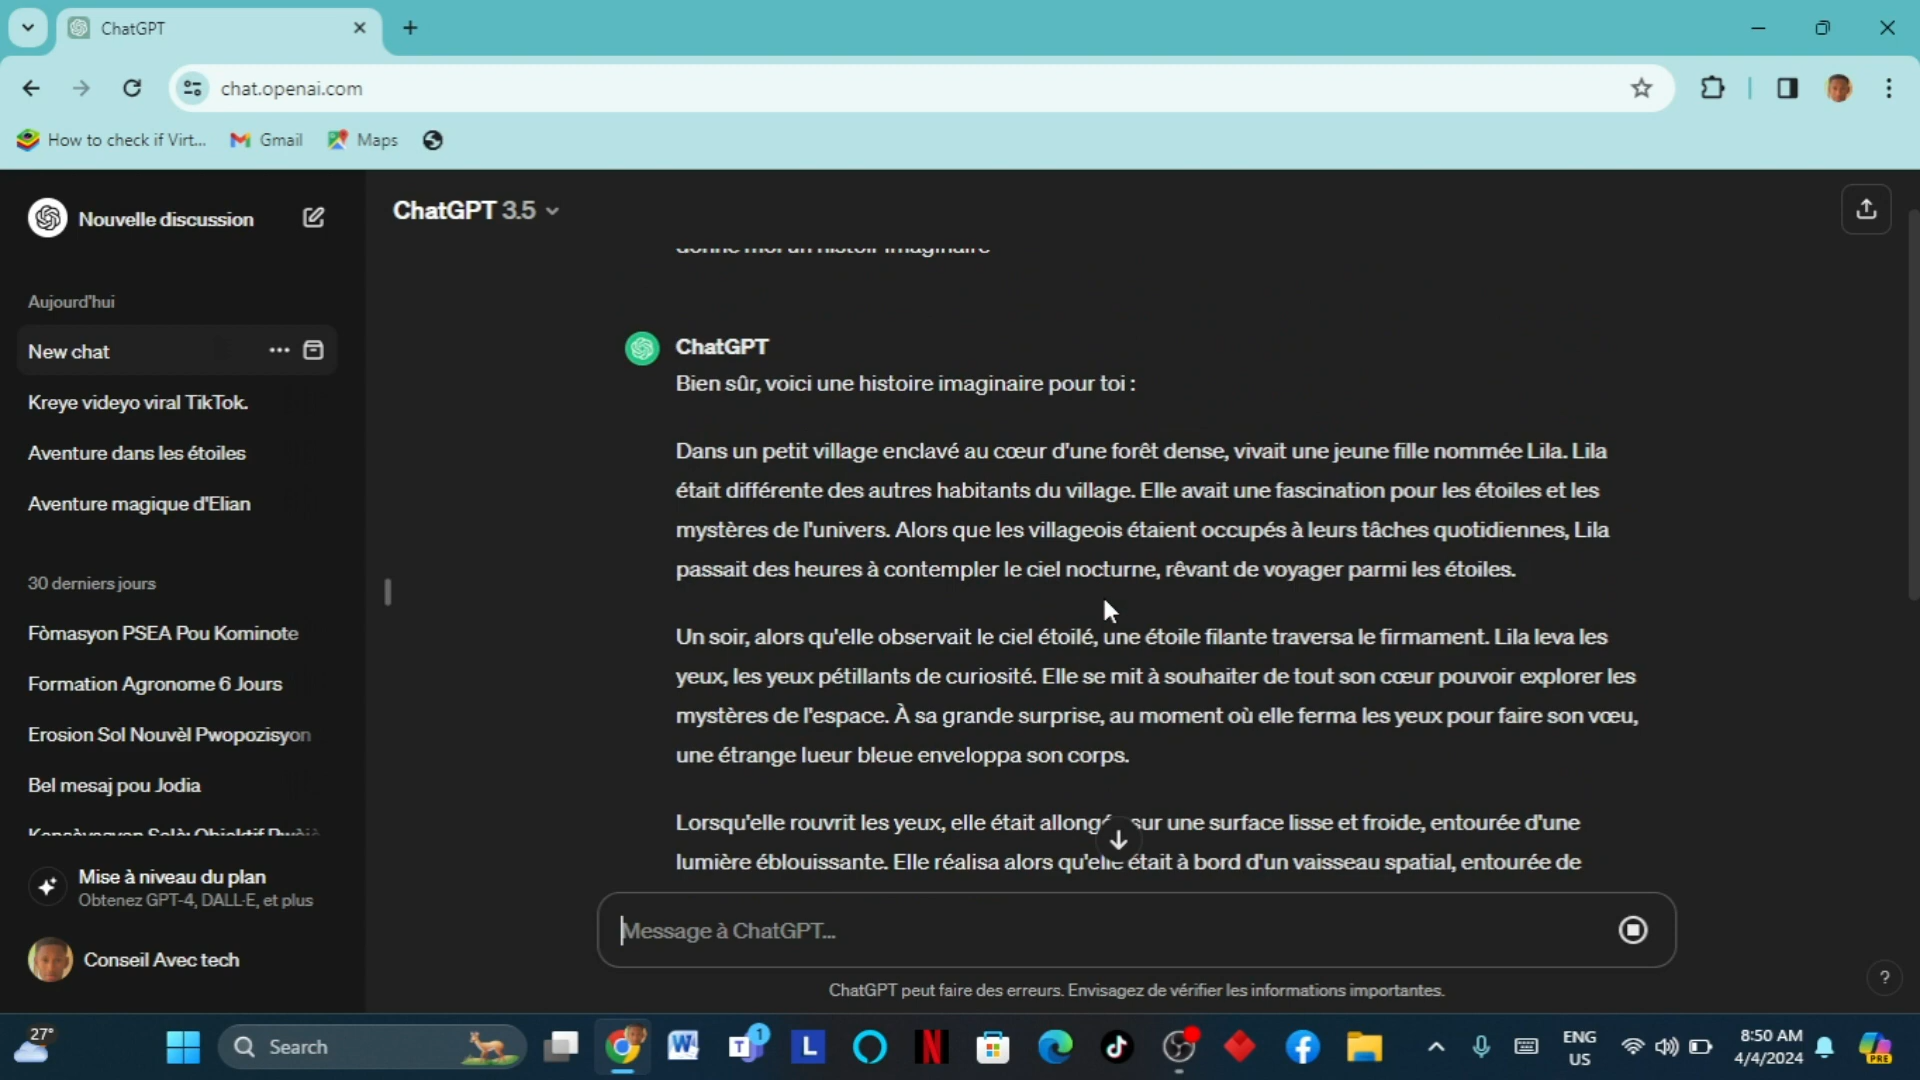 ChatGPT
chat.openai.com
How to check if Virt...
Gmail
Maps
Nouvelle discussion
ChatGPT 3.5
donne moi un histoir imaginaire
Aujourd'hui
New chat
Kreye videyo viral TikTok.
Aventure dans les étoiles
Aventure magique d'Elian
30 derniers jours
Fòmasyon PSEA Pou Kominote
Formation Agronome 6 Jours
Erosion Sol Nouvèl Pwopozisyon
Bel mesaj pou Jodia
Mise à niveau du plan
Obtenez GPT-4, DALL·E, et plus
Conseil Avec tech
ChatGPT
Bien sûr, voici une histoire imaginaire pour toi :
Dans un petit village enclavé au cœur d'une forêt dense, vivait une jeune fille nommée Lila. Lila
était différente des autres habitants du village. Elle avait une fascination pour les étoiles et les
mystères de l'univers. Alors que les villageois étaient occupés à leurs tâches quotidiennes, Lila
passait des heures à contempler le ciel nocturne, rêvant de voyager parmi les étoiles.
Un soir, alors qu'elle observait le ciel étoilé, une étoile filante traversa le firmament. Lila leva les
yeux, les yeux pétillants de curiosité. Elle se mit à souhaiter de tout son cœur pouvoir explorer les
mystères de l'espace. À sa grande surprise, au moment où elle ferma les yeux pour faire son vœu,
une étrange lueur bleue enveloppa son corps.
Lorsqu'elle rouvrit les yeux, elle était allongée sur une surface lisse et froide, entourée d'une
lumière éblouissante. Elle réalisa alors qu'elle était à bord d'un vaisseau spatial, entourée de
Message à ChatGPT...
ChatGPT peut faire des erreurs. Envisagez de vérifier les informations importantes.
?
27°
Search
1
L
ENG
US
8:50 AM
4/4/2024
PRE